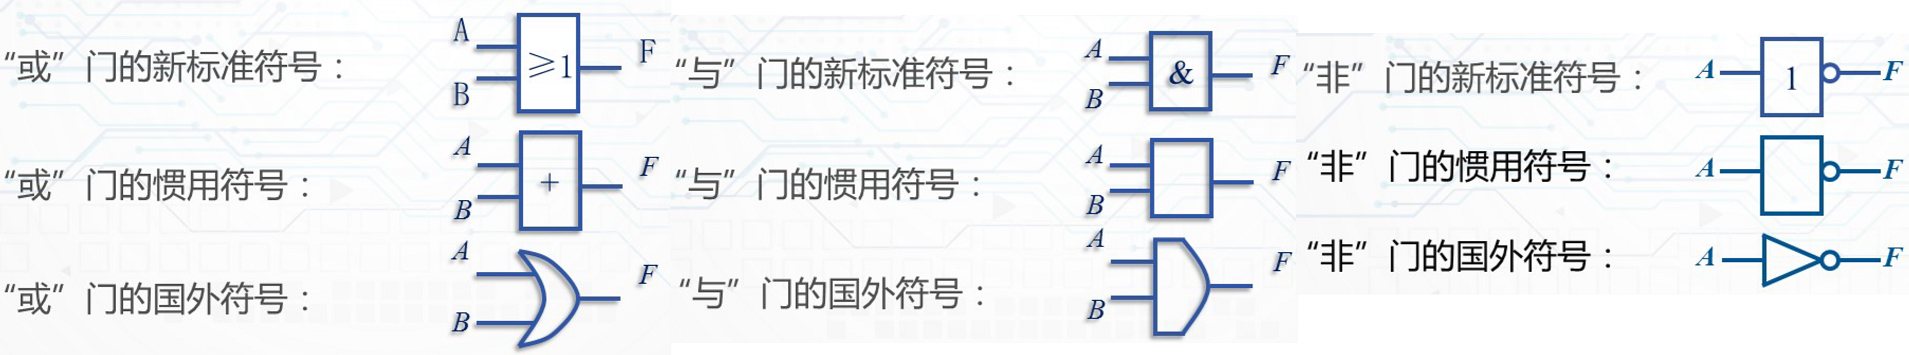 “或”门的新标准符号： A B ≥1 F
“或”门的惯用符号： A B + F
“或”门的国外符号： A B F
“与”门的新标准符号： A B & F
“与”门的惯用符号： A B F
“与”门的国外符号： A B F
“非”门的新标准符号： A 1 F
“非”门的惯用符号： A F
“非”门的国外符号： A F